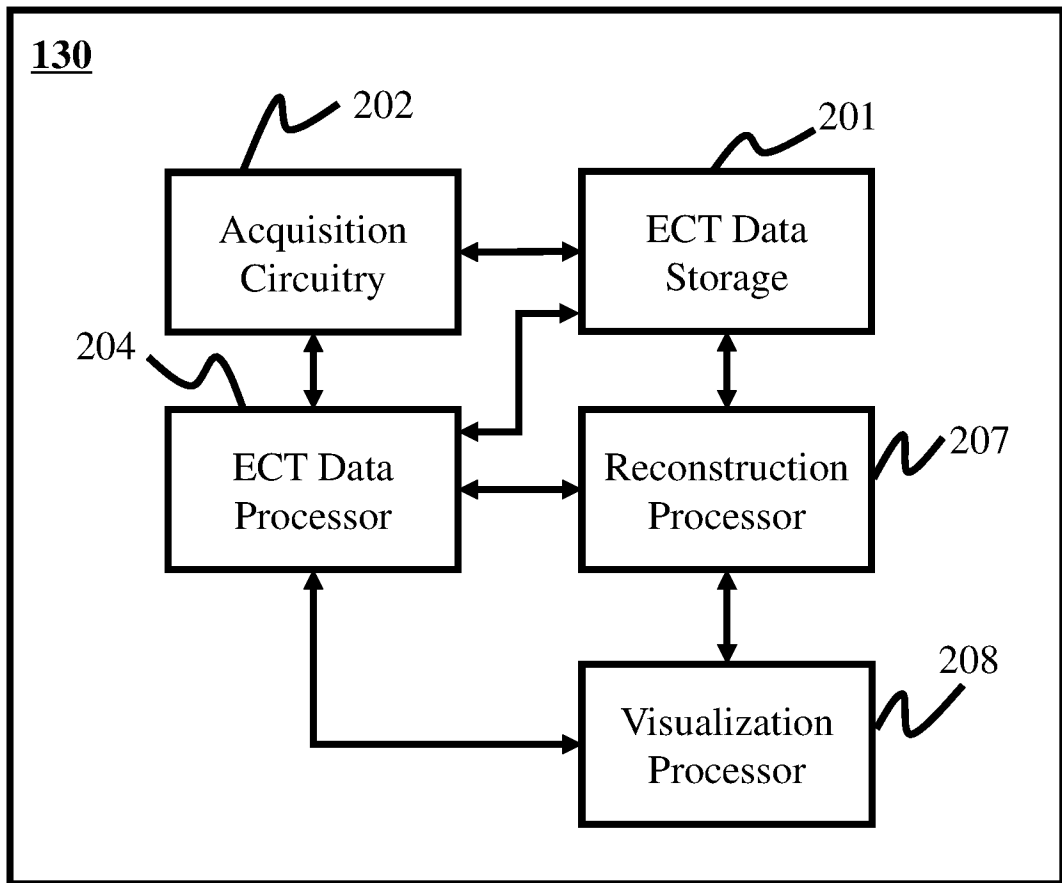 130
202
201
Acquisition
Circuitry
ECT Data
Storage
204
ECT Data
Processor
Reconstruction
Processor
207
208
Visualization
Processor